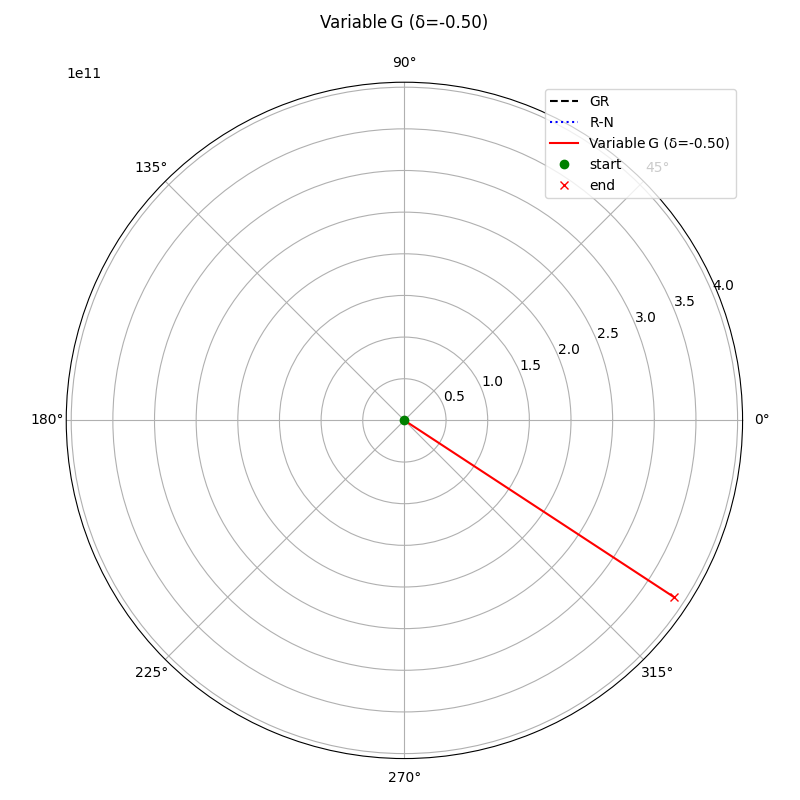 Variable G (δ=-0.50)
1e11
90°
GR
R-N
Variable G (δ=-0.50)
start
end
135°
45°
4.0
3.5
3.0
2.5
2.0
1.5
1.0
0.5
180°
0°
225°
315°
270°